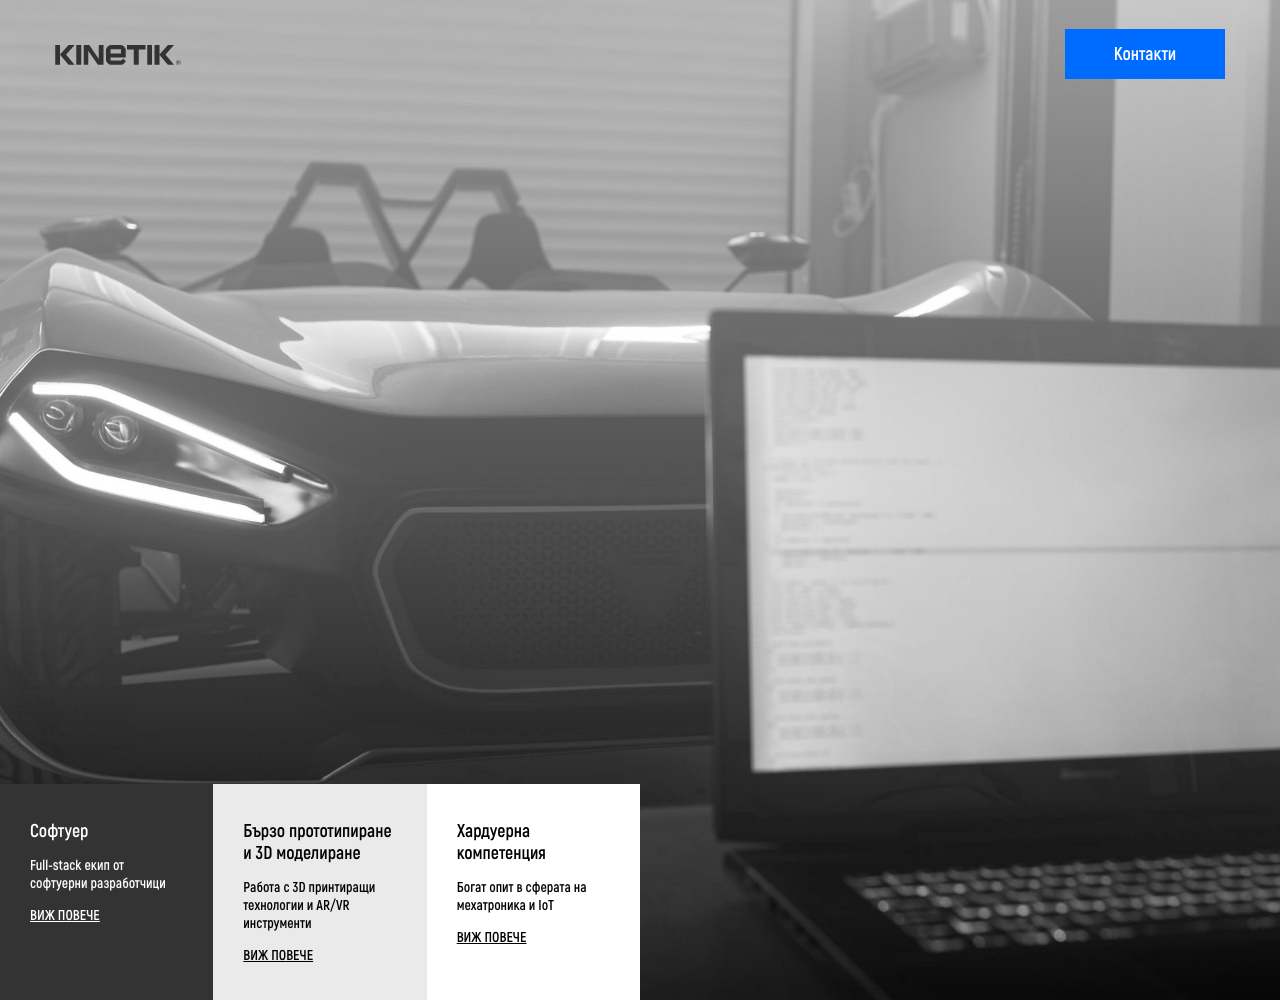 KINETIK
Контакти
Софтуер
Full-stack екип от
софтуерни разработчици
ВИЖ ПОВЕЧЕ
Бързо прототипиране
и 3D моделиране
Работа с 3D принтиращи
технологии и AR/VR
инструменти
ВИЖ ПОВЕЧЕ
Хардуерна
компетенция
Богат опит в сферата на
мехатроника и IoT
ВИЖ ПОВЕЧЕ